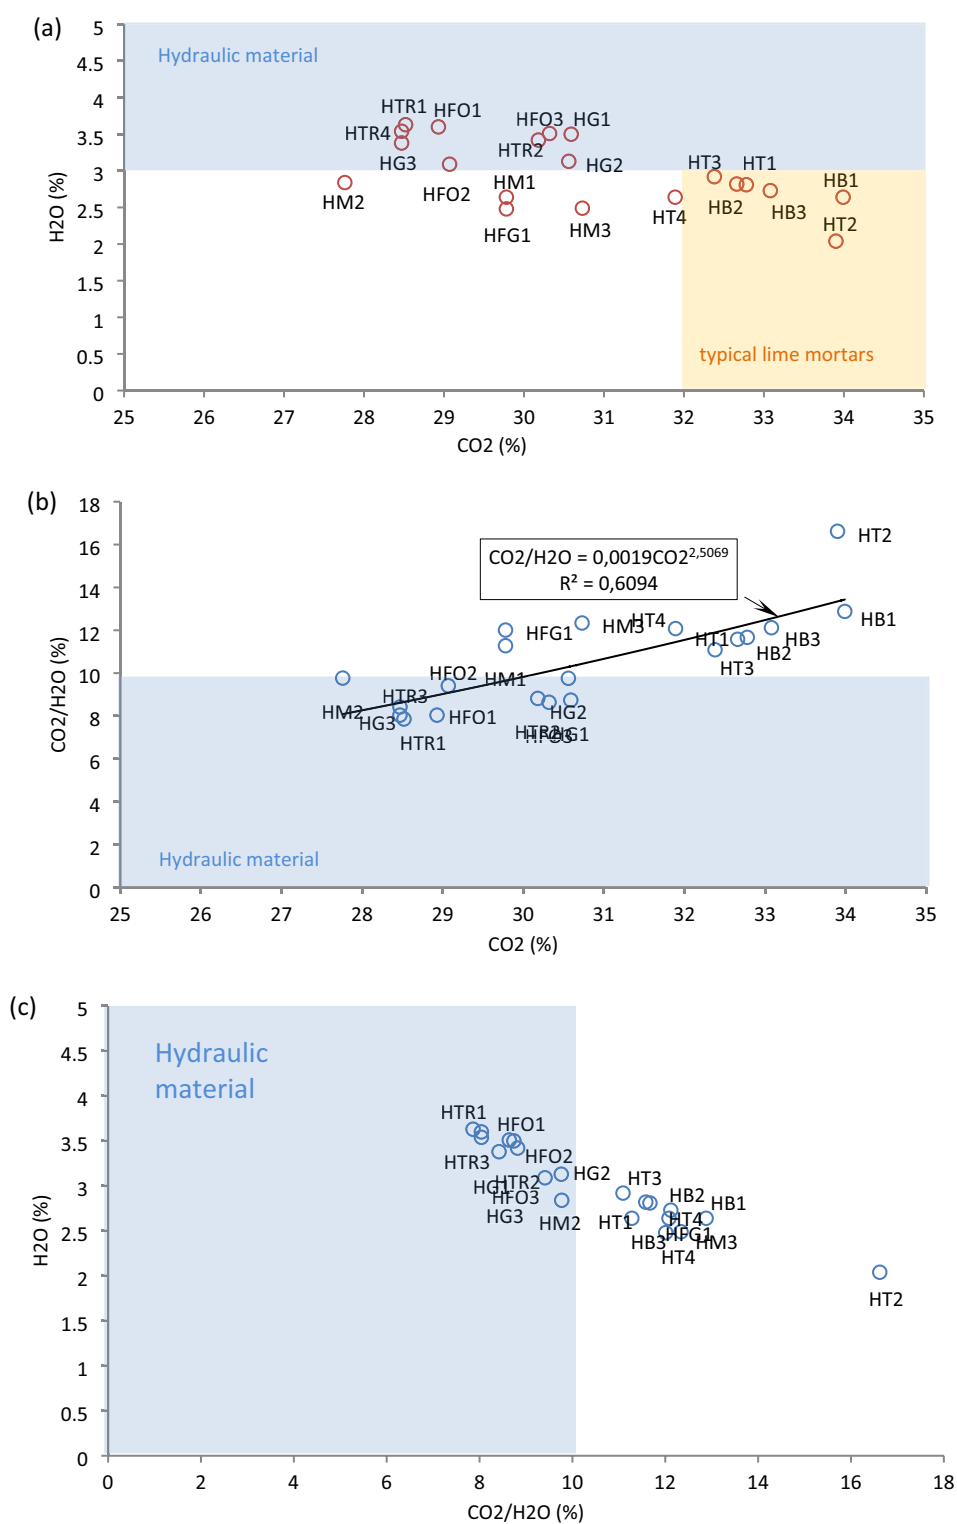 (a)
5
4.5
4
3.5
3
2.5
2
1.5
1
0.5
0
H2O (%)
Hydraulic material
HTR1
HFO1
HTR4
HG3
HFO2
HM2
HFO3
HG1
HTR2
HG2
HM1
HFG1
HM3
HT4
HT3
HT1
HB2
HB3
HB1
HT2
typical lime mortars
25 26 27 28 29 30 31 32 33 34 35
CO2 (%)
(b)
18
16
14
12
10
8
6
4
2
0
CO2/H2O (%)
CO2/H2O = 0,0019CO2^2,5069
R² = 0,6094
HT2
HB1
HB3
HB2
HT1
HT3
HT4
HM3
HFG1
HM1
HFO2
HTR3
HM2
HG3
HFO1
HTR1
HG2
HTR2
HFO3
HG1
Hydraulic material
25 26 27 28 29 30 31 32 33 34 35
CO2 (%)
(c)
5
4.5
4
3.5
3
2.5
2
1.5
1
0.5
0
H2O (%)
Hydraulic
material
HTR1
HFO1
HTR3
HFO2
HTR2
HG1
HFO3
HG3
HG2
HM2
HT3
HB2
HB1
HT1
HT4
HFG1
HB3
HM3
HT4
HT2
0 2 4 6 8 10 12 14 16 18
CO2/H2O (%)